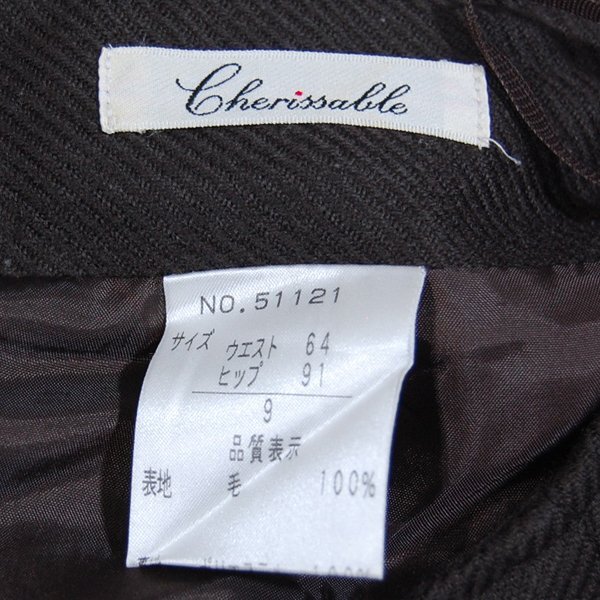 Cherissable
NO.51121
サイズ ウエスト 64
ヒップ 91
9
品質表示
表地 毛 100%